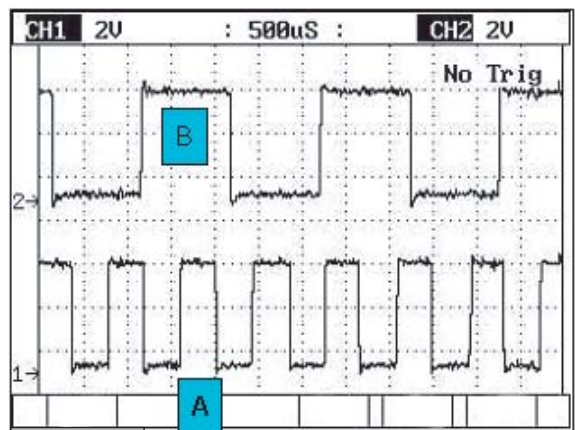 CH1 2V : 500uS : CH2 2V
No Trig
B
2→
1→
A